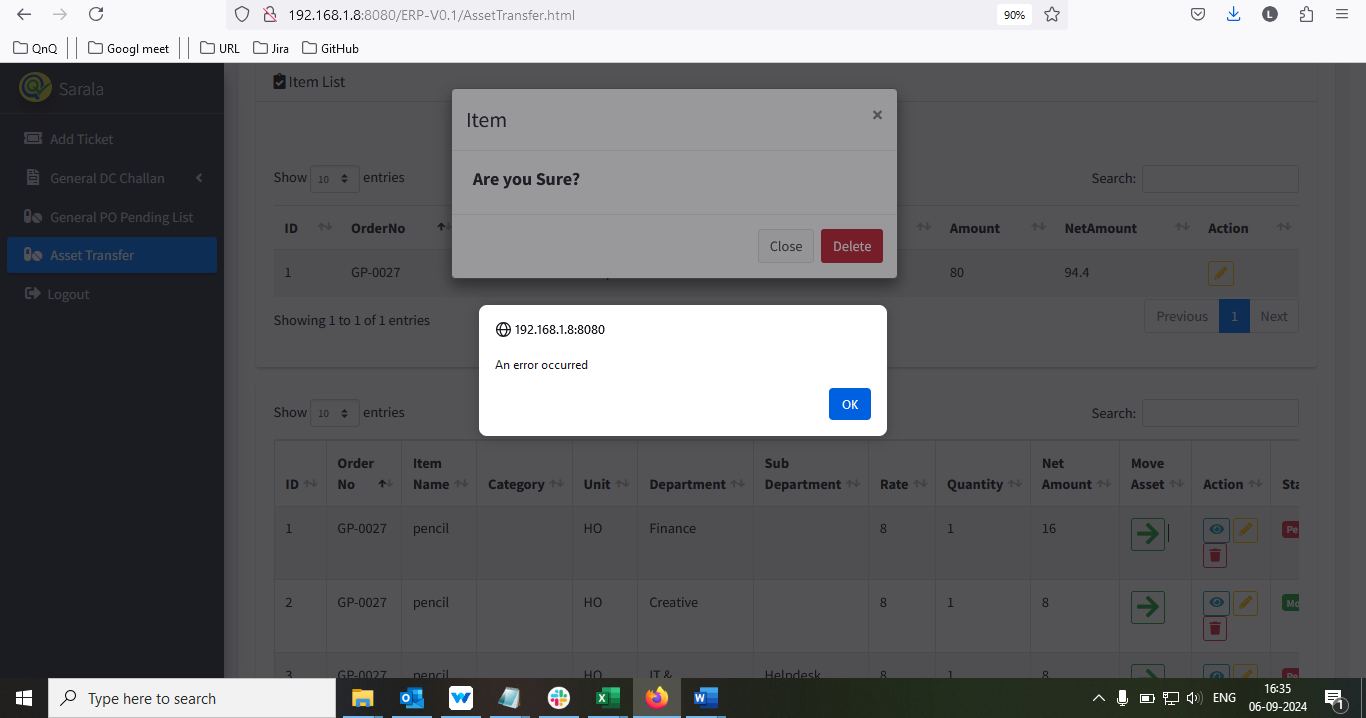 192.168.1.8:8080/ERP-V0.1/AssetTransfer.html
90%
L
QnQ
Googl meet
URL
Jira
GitHub
Sarala
Add Ticket
General DC Challan
General PO Pending List
Asset Transfer
Logout
Item List
Show 10 entries
Search:
ID OrderNo Amount NetAmount Action
1 GP-0027 80 94.4
Showing 1 to 1 of 1 entries
Previous 1 Next
Item
×
Are you Sure?
Close Delete
192.168.1.8:8080
An error occurred
OK
Show 10 entries
Search:
Order Item Sub Net Move
ID No Name Category Unit Department Department Rate Quantity Amount Asset Action Sta
1 GP-0027 pencil HO Finance 8 1 16 Pe
2 GP-0027 pencil HO Creative 8 1 8 Mo
3 GP-0027 pencil HO IT & Helpdesk 8 1 8 Pe
Type here to search
ENG
16:35
06-09-2024
1